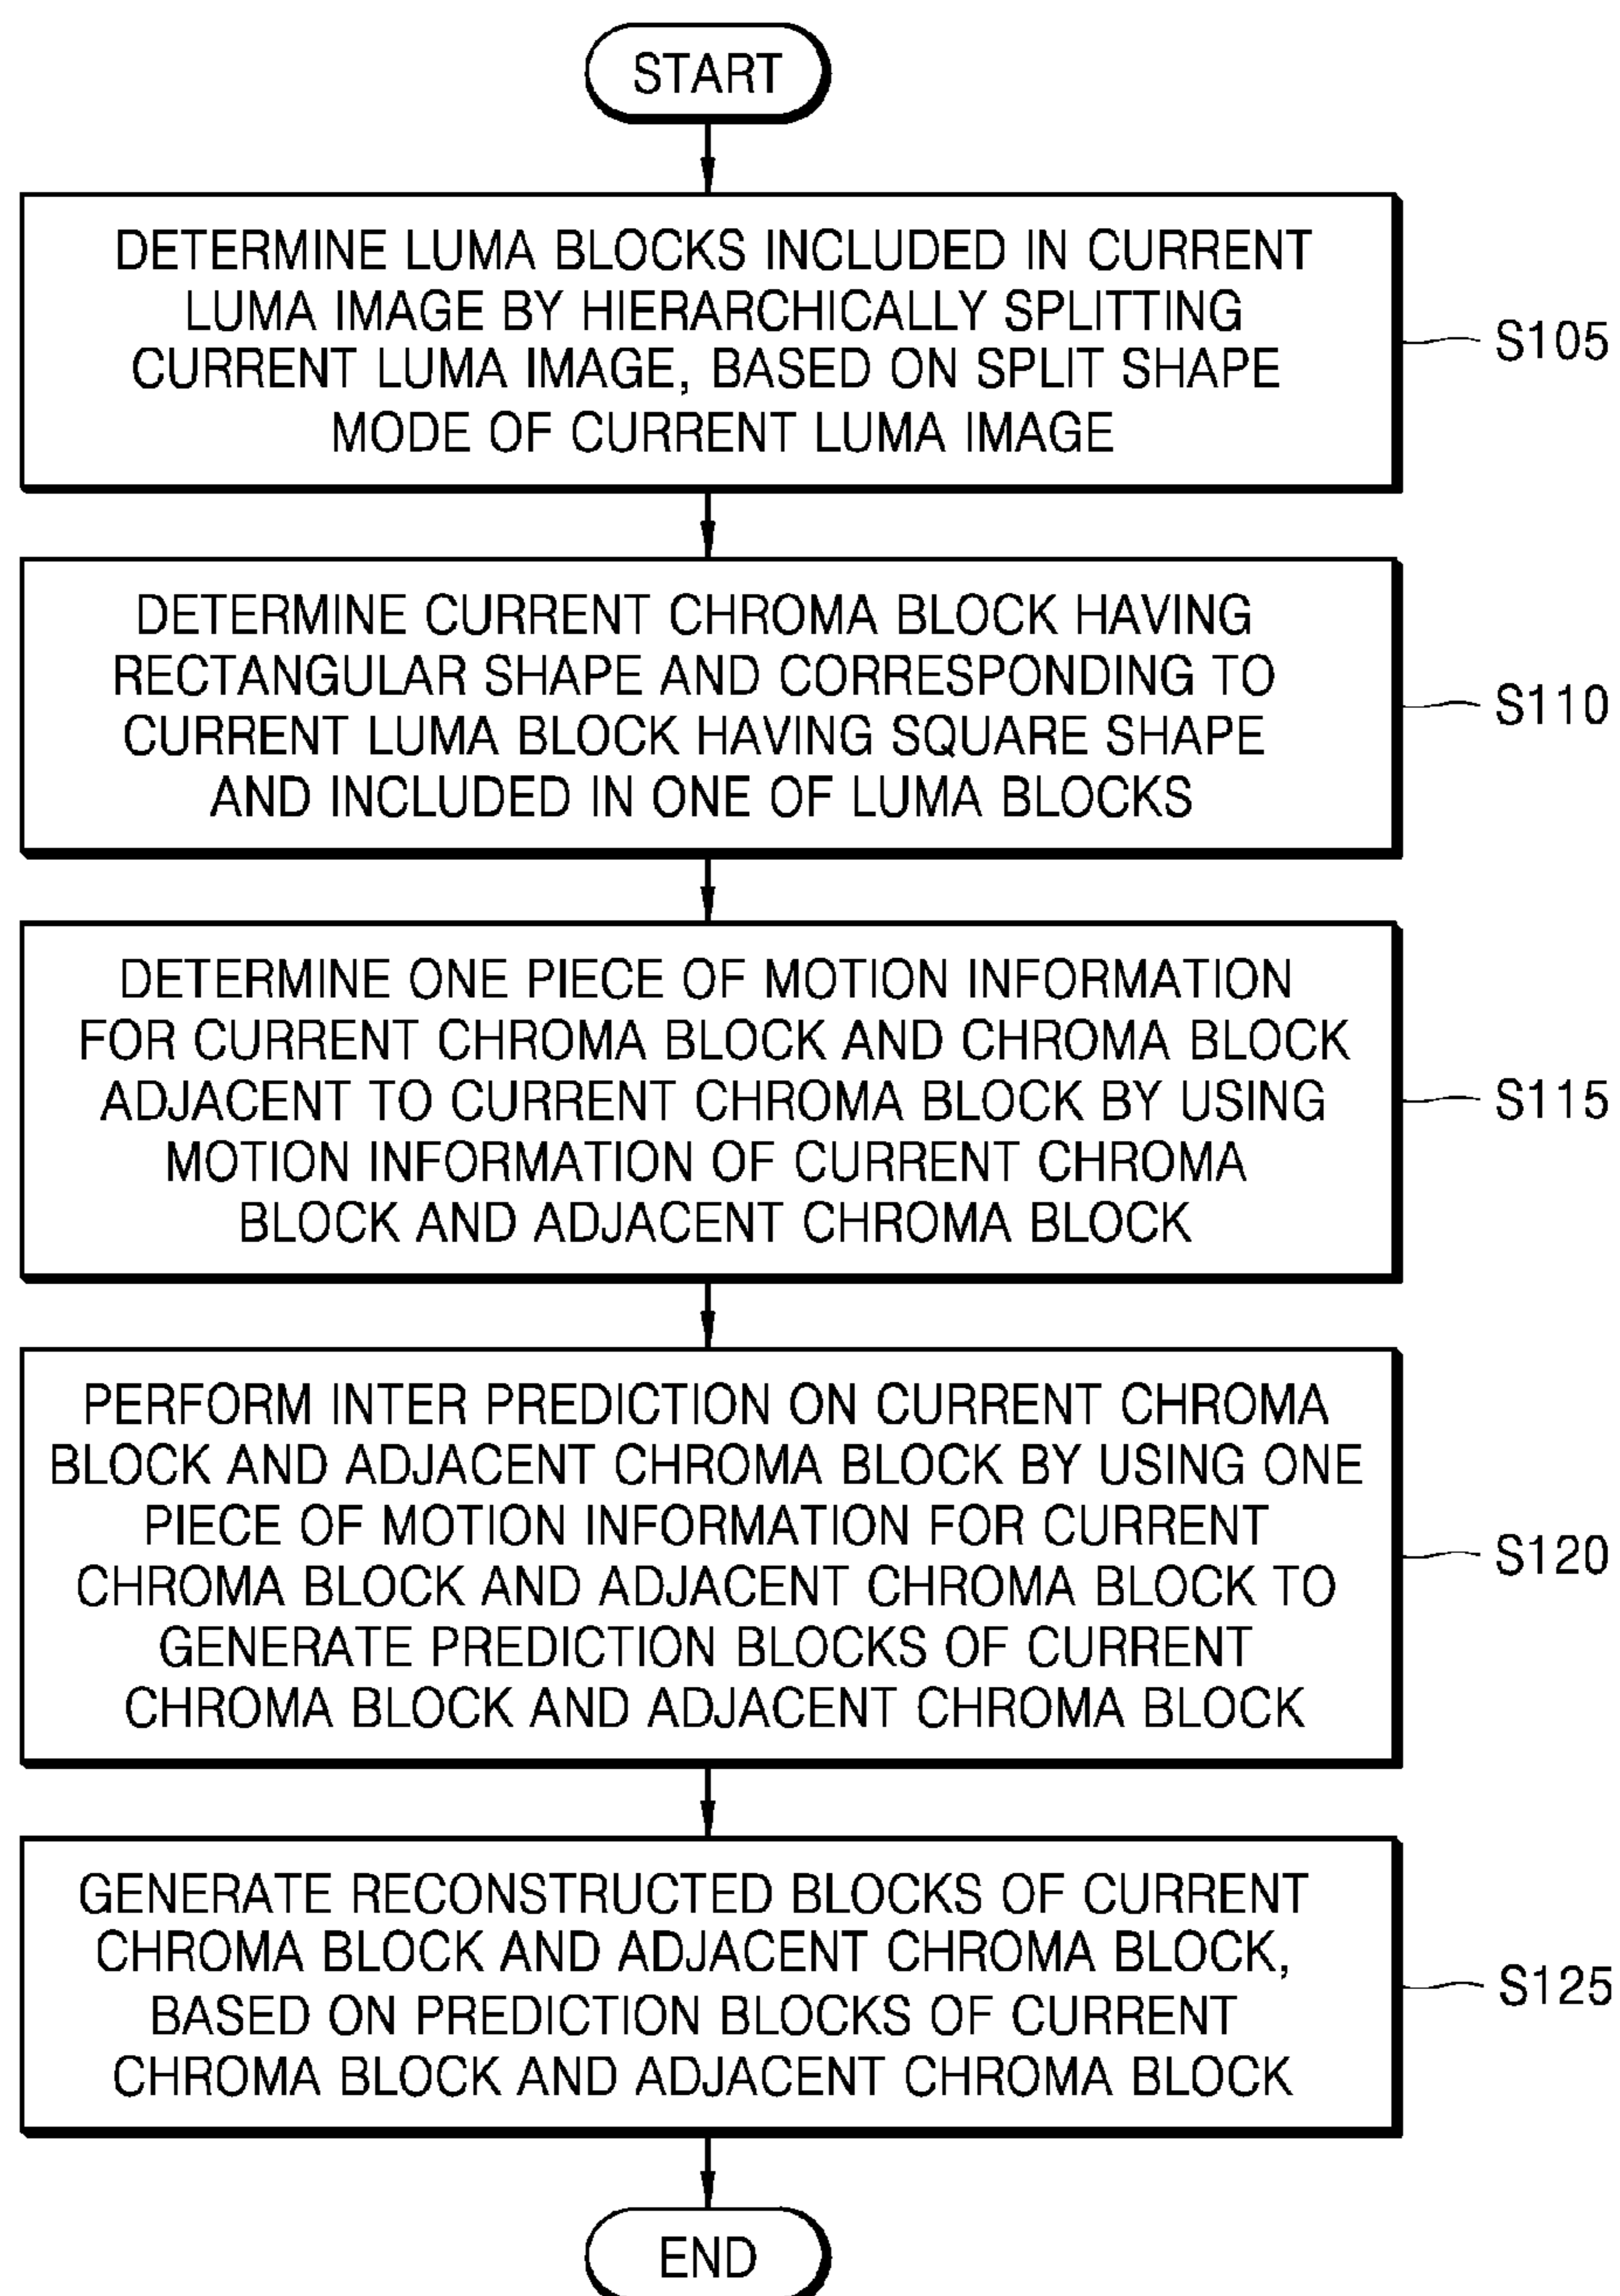 START
DETERMINE LUMA BLOCKS INCLUDED IN CURRENT
LUMA IMAGE BY HIERARCHICALLY SPLITTING
CURRENT LUMA IMAGE, BASED ON SPLIT SHAPE
MODE OF CURRENT LUMA IMAGE
S105
DETERMINE CURRENT CHROMA BLOCK HAVING
RECTANGULAR SHAPE AND CORRESPONDING TO
CURRENT LUMA BLOCK HAVING SQUARE SHAPE
AND INCLUDED IN ONE OF LUMA BLOCKS
S110
DETERMINE ONE PIECE OF MOTION INFORMATION
FOR CURRENT CHROMA BLOCK AND CHROMA BLOCK
ADJACENT TO CURRENT CHROMA BLOCK BY USING
MOTION INFORMATION OF CURRENT CHROMA
BLOCK AND ADJACENT CHROMA BLOCK
S115
PERFORM INTER PREDICTION ON CURRENT CHROMA
BLOCK AND ADJACENT CHROMA BLOCK BY USING ONE
PIECE OF MOTION INFORMATION FOR CURRENT
CHROMA BLOCK AND ADJACENT CHROMA BLOCK TO
GENERATE PREDICTION BLOCKS OF CURRENT
CHROMA BLOCK AND ADJACENT CHROMA BLOCK
S120
GENERATE RECONSTRUCTED BLOCKS OF CURRENT
CHROMA BLOCK AND ADJACENT CHROMA BLOCK,
BASED ON PREDICTION BLOCKS OF CURRENT
CHROMA BLOCK AND ADJACENT CHROMA BLOCK
S125
END